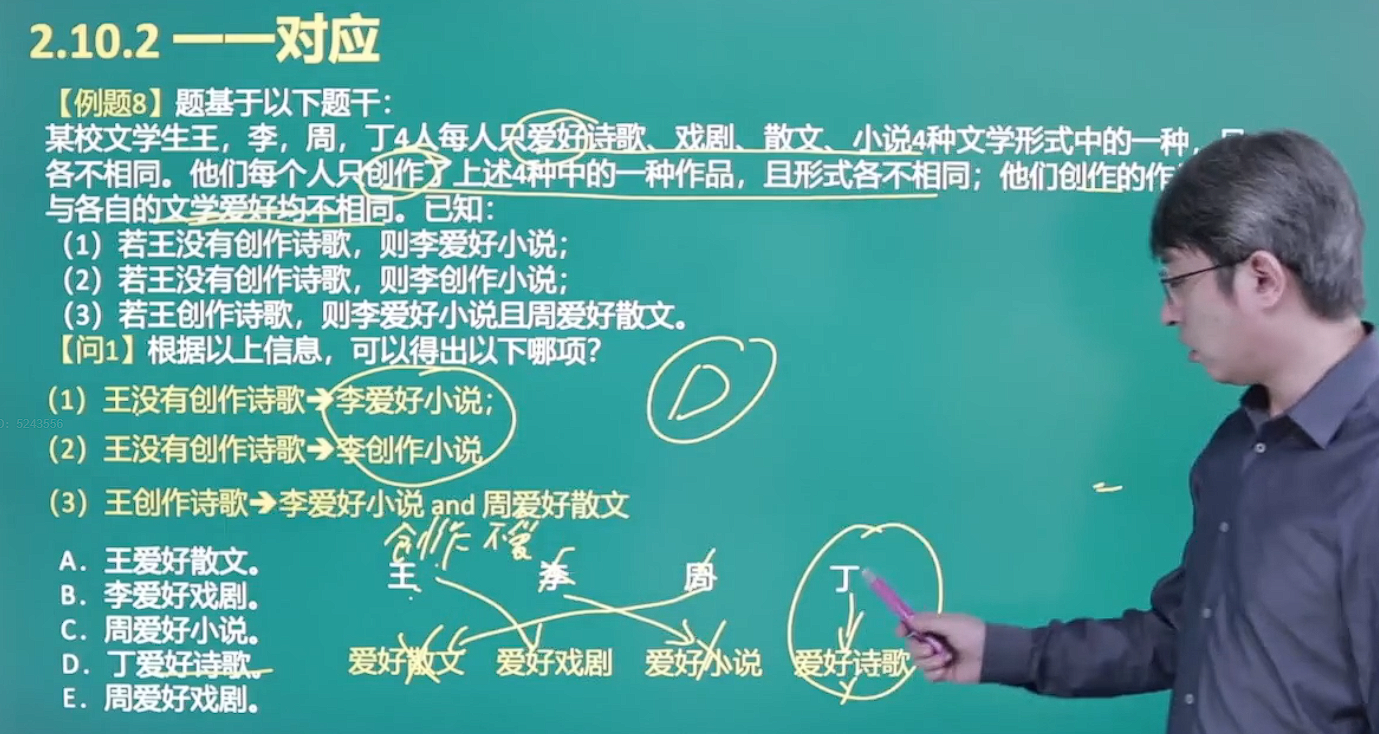 2.10.2 一一对应
【例题8】题基于以下题干：
某校文学生王，李，周，丁4人每人只爱好诗歌、戏剧、散文、小说4种文学形式中的一种，
各不相同。他们每个人只创作了上述4种中的一种作品，且形式各不相同；他们创作的作
与各自的文学爱好均不相同。已知：
（1）若王没有创作诗歌，则李爱好小说；
（2）若王没有创作诗歌，则李创作小说；
（3）若王创作诗歌，则李爱好小说且周爱好散文。
【问1】根据以上信息，可以得出以下哪项？
D
（1）王没有创作诗歌→李爱好小说；
（2）王没有创作诗歌→李创作小说
（3）王创作诗歌→李爱好小说 and 周爱好散文
创作 不爱
A．王爱好散文。
B．李爱好戏剧。
C．周爱好小说。
D．丁爱好诗歌。
E．周爱好戏剧。
王 李 周 丁
爱好散文 爱好戏剧 爱好小说 爱好诗歌
: 5243556